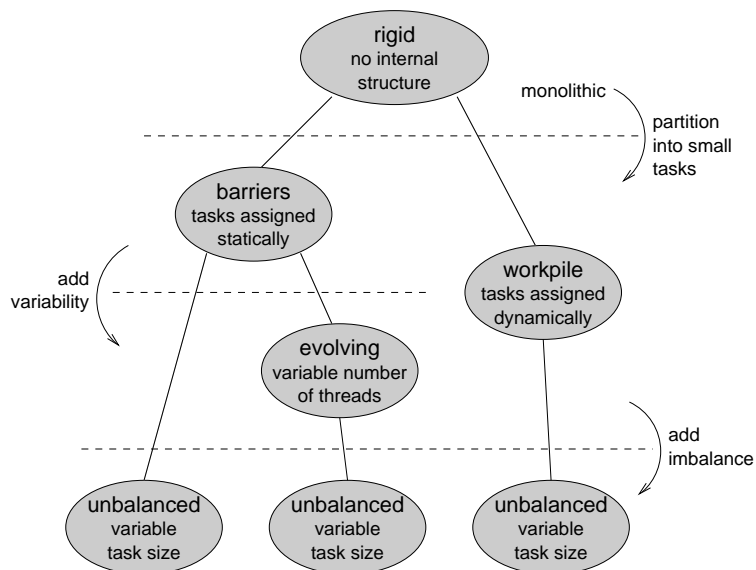 rigid
no internal
structure
monolithic
partition
into small
tasks
barriers
tasks assigned
statically
add
variability
workpile
tasks assigned
dynamically
evolving
variable number
of threads
add
imbalance
unbalanced
variable
task size
unbalanced
variable
task size
unbalanced
variable
task size